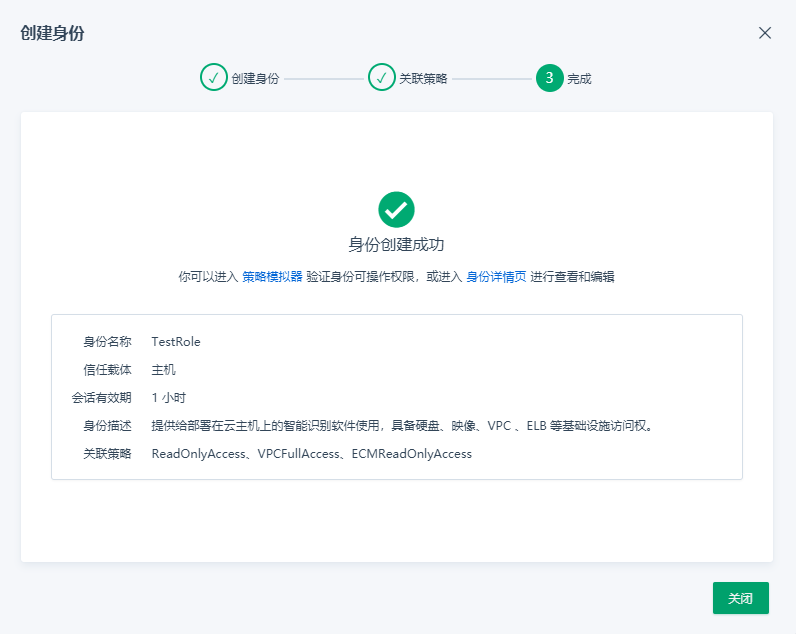 创建身份
创建身份 关联策略 3 完成
身份创建成功
你可以进入 策略模拟器 验证身份可操作权限，或进入 身份详情页 进行查看和编辑
身份名称 TestRole
信任载体 主机
会话有效期 1 小时
身份描述 提供给部署在云主机上的智能识别软件使用，具备硬盘、映像、VPC 、ELB 等基础设施访问权。
关联策略 ReadOnlyAccess、VPCFullAccess、ECMReadOnlyAccess
关闭